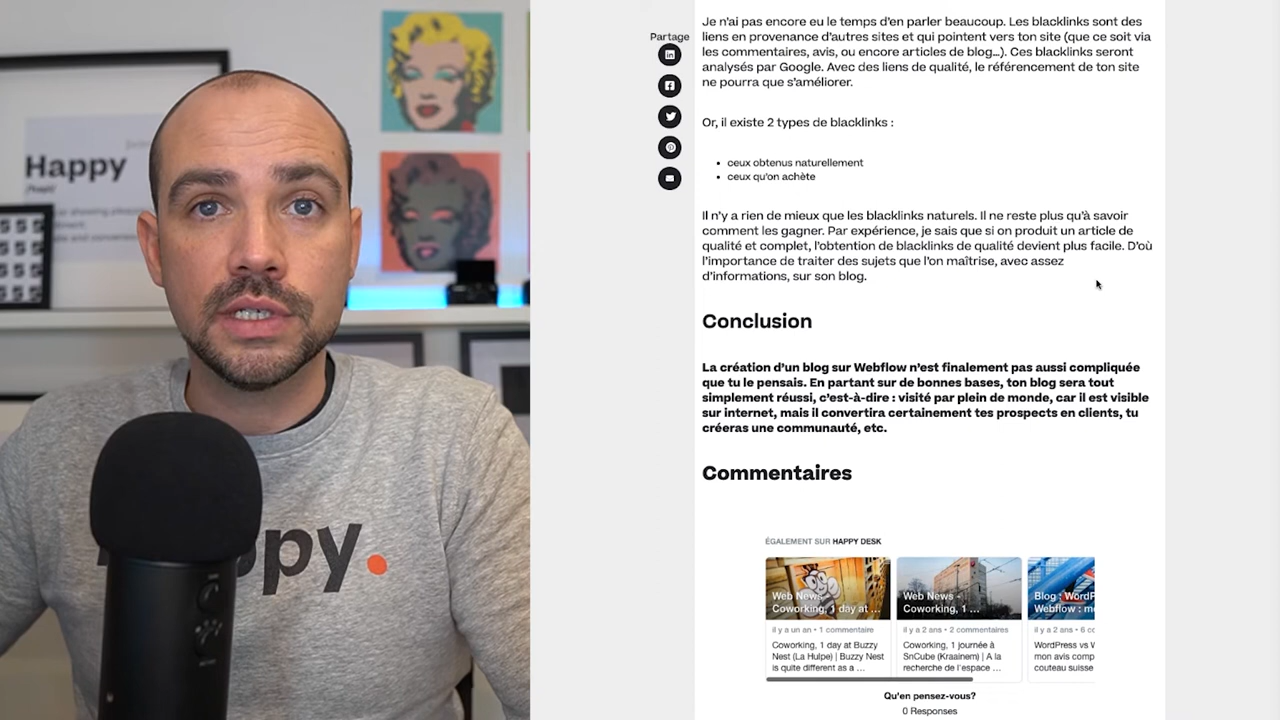 Happy
ppy.
Partage
Je n'ai pas encore eu le temps d'en parler beaucoup. Les blacklinks sont des
liens en provenance d'autres sites et qui pointent vers ton site (que ce soit via
les commentaires, avis, ou encore articles de blog...). Ces blacklinks seront
analysés par Google. Avec des liens de qualité, le référencement de ton site
ne pourra que s'améliorer.
Or, il existe 2 types de blacklinks :
• ceux obtenus naturellement
• ceux qu'on achète
Il n'y a rien de mieux que les blacklinks naturels. Il ne reste plus qu'à savoir
comment les gagner. Par expérience, je sais que si on produit un article de
qualité et complet, l'obtention de blacklinks de qualité devient plus facile. D'où
l'importance de traiter des sujets que l'on maîtrise, avec assez
d'informations, sur son blog.
Conclusion
La création d'un blog sur Webflow n'est finalement pas aussi compliquée
que tu le pensais. En partant sur de bonnes bases, ton blog sera tout
simplement réussi, c'est-à-dire : visité par plein de monde, car il est visible
sur internet, mais il convertira certainement tes prospects en clients, tu
créeras une communauté, etc.
Commentaires
ÉGALEMENT SUR HAPPY DESK
Web News -
Coworking, 1 day at ...
il y a un an • 1 commentaire
Coworking, 1 day at Buzzy
Nest (La Hulpe) | Buzzy Nest
is quite different as a ...
Web News -
Coworking, 1 ...
il y a 2 ans • 2 commentaires
Coworking, 1 journée à
SnCube (Kraainem) | A la
recherche de l'espace ...
Blog : WordP
Webflow : m
il y a 2 ans • 6 co
WordPress vs W
mon avis comp
couteau suisse
Qu'en pensez-vous?
0 Responses